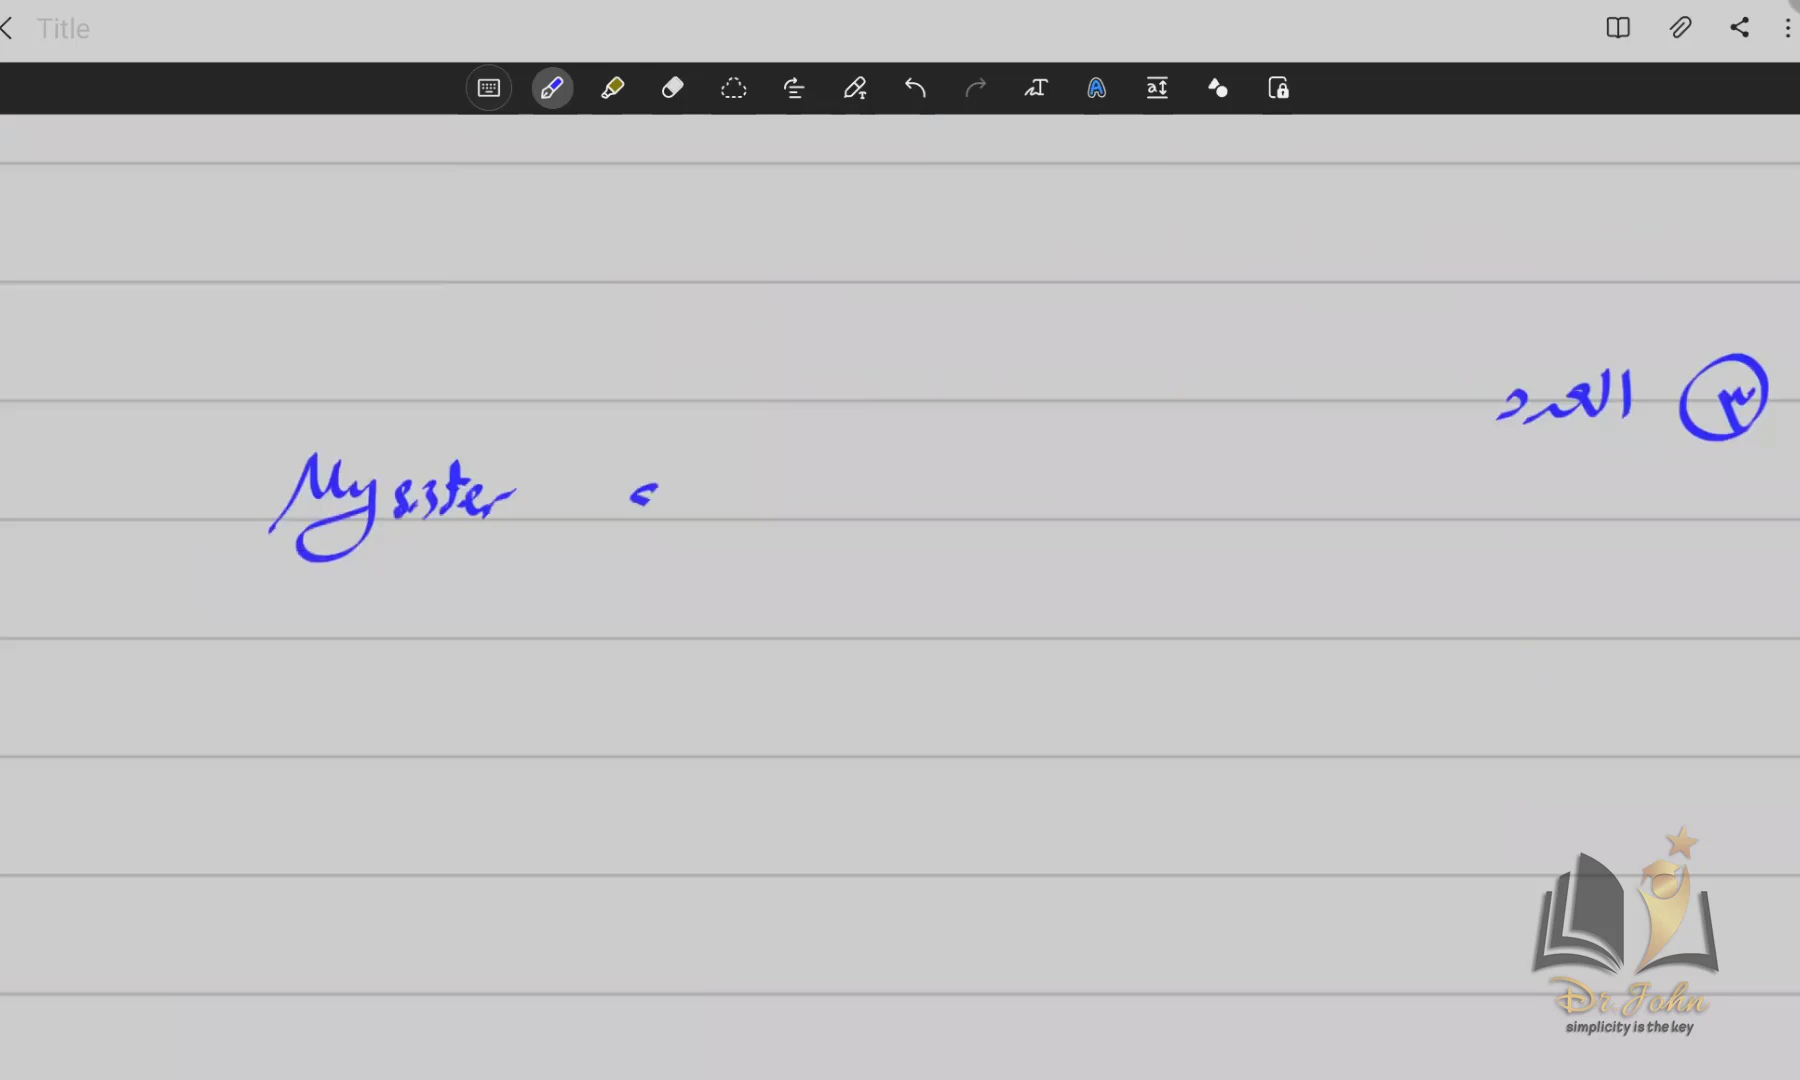 Title
٣ العدد
My sister
Dr. John
simplicity is the key